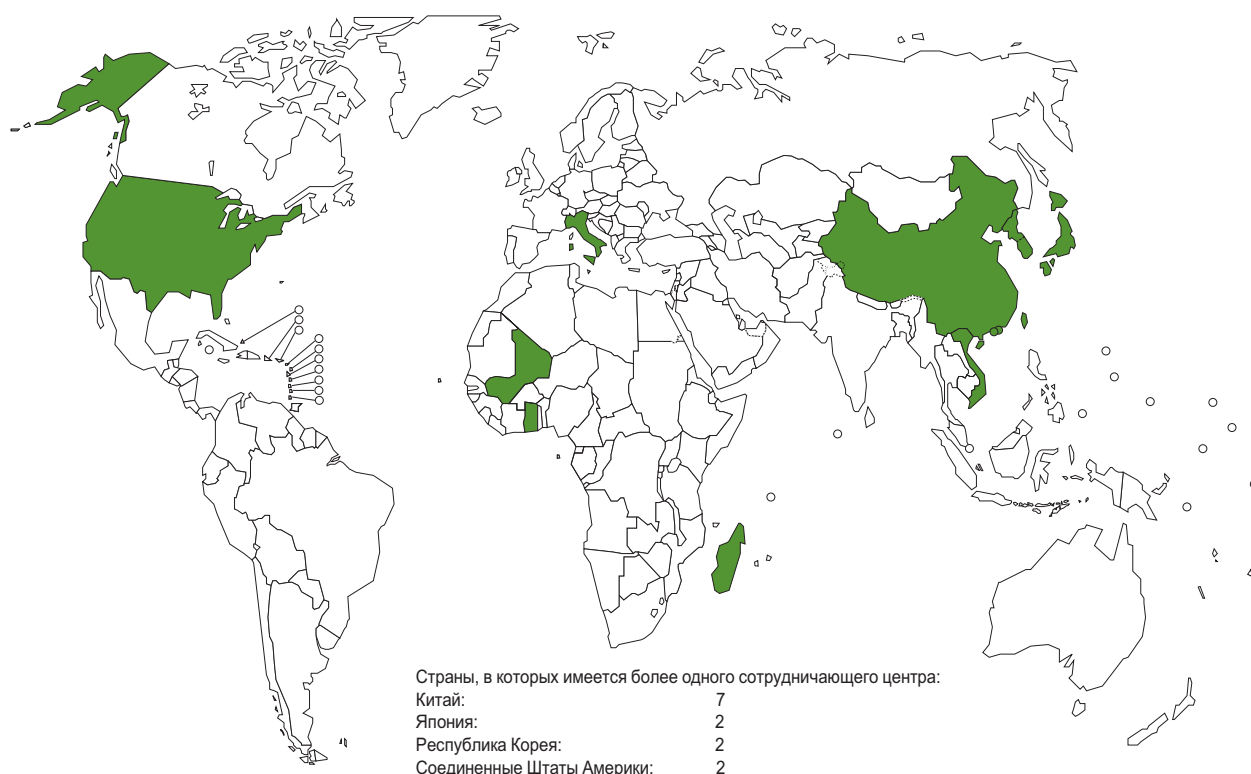 Страны, в которых имеется более одного сотрудничающего центра:
Китай: 7
Япония: 2
Республика Корея: 2
Соединенные Штаты Америки: 2